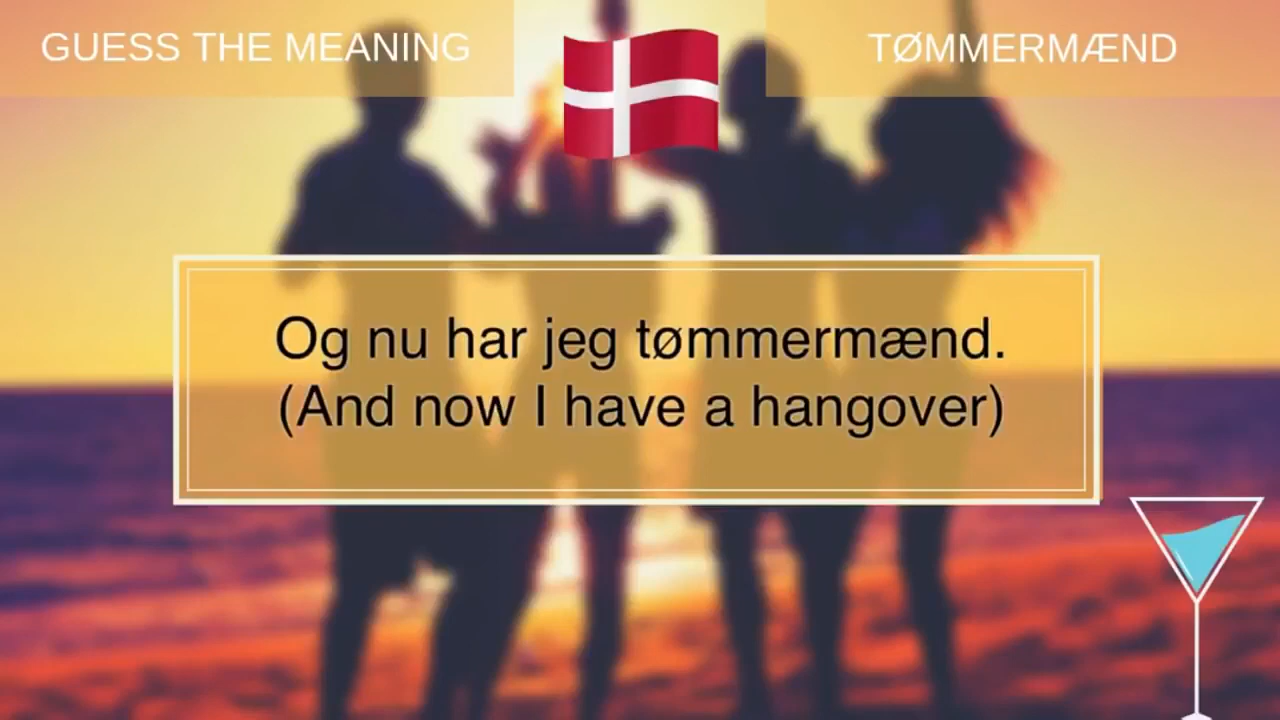 GUESS THE MEANING
TØMMERMÆND
Og nu har jeg tømmermænd.
(And now I have a hangover)